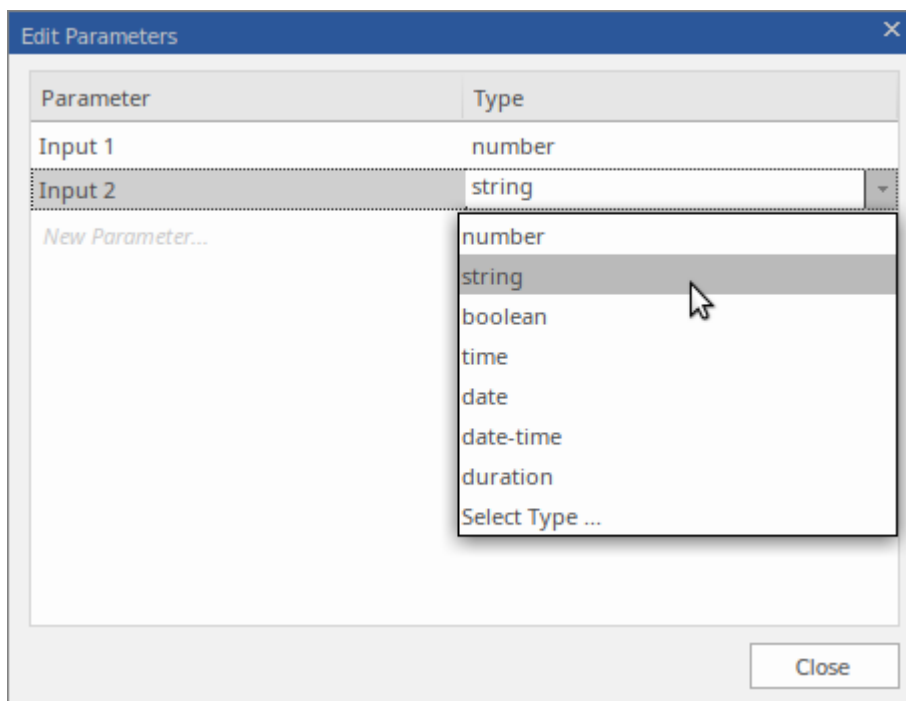 Edit Parameters
Parameter Type
Input 1 number
Input 2 string
New Parameter...
number
string
boolean
time
date
date-time
duration
Select Type ...
Close